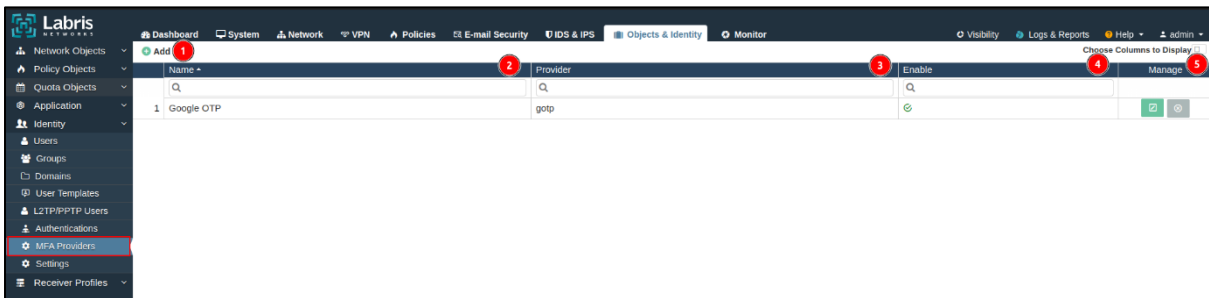 Labris
NETWORKS
Dashboard System Network VPN Policies E-mail Security IDS & IPS Objects & Identity Monitor Visibility Logs & Reports Help admin
Network Objects
Policy Objects
Quota Objects
Application
Identity
Users
Groups
Domains
User Templates
L2TP/PPTP Users
Authentications
MFA Providers
Settings
Receiver Profiles
Add 1 Choose Columns to Display
Name 2 Provider 3 Enable 4 Manage 5
1 Google OTP gotp